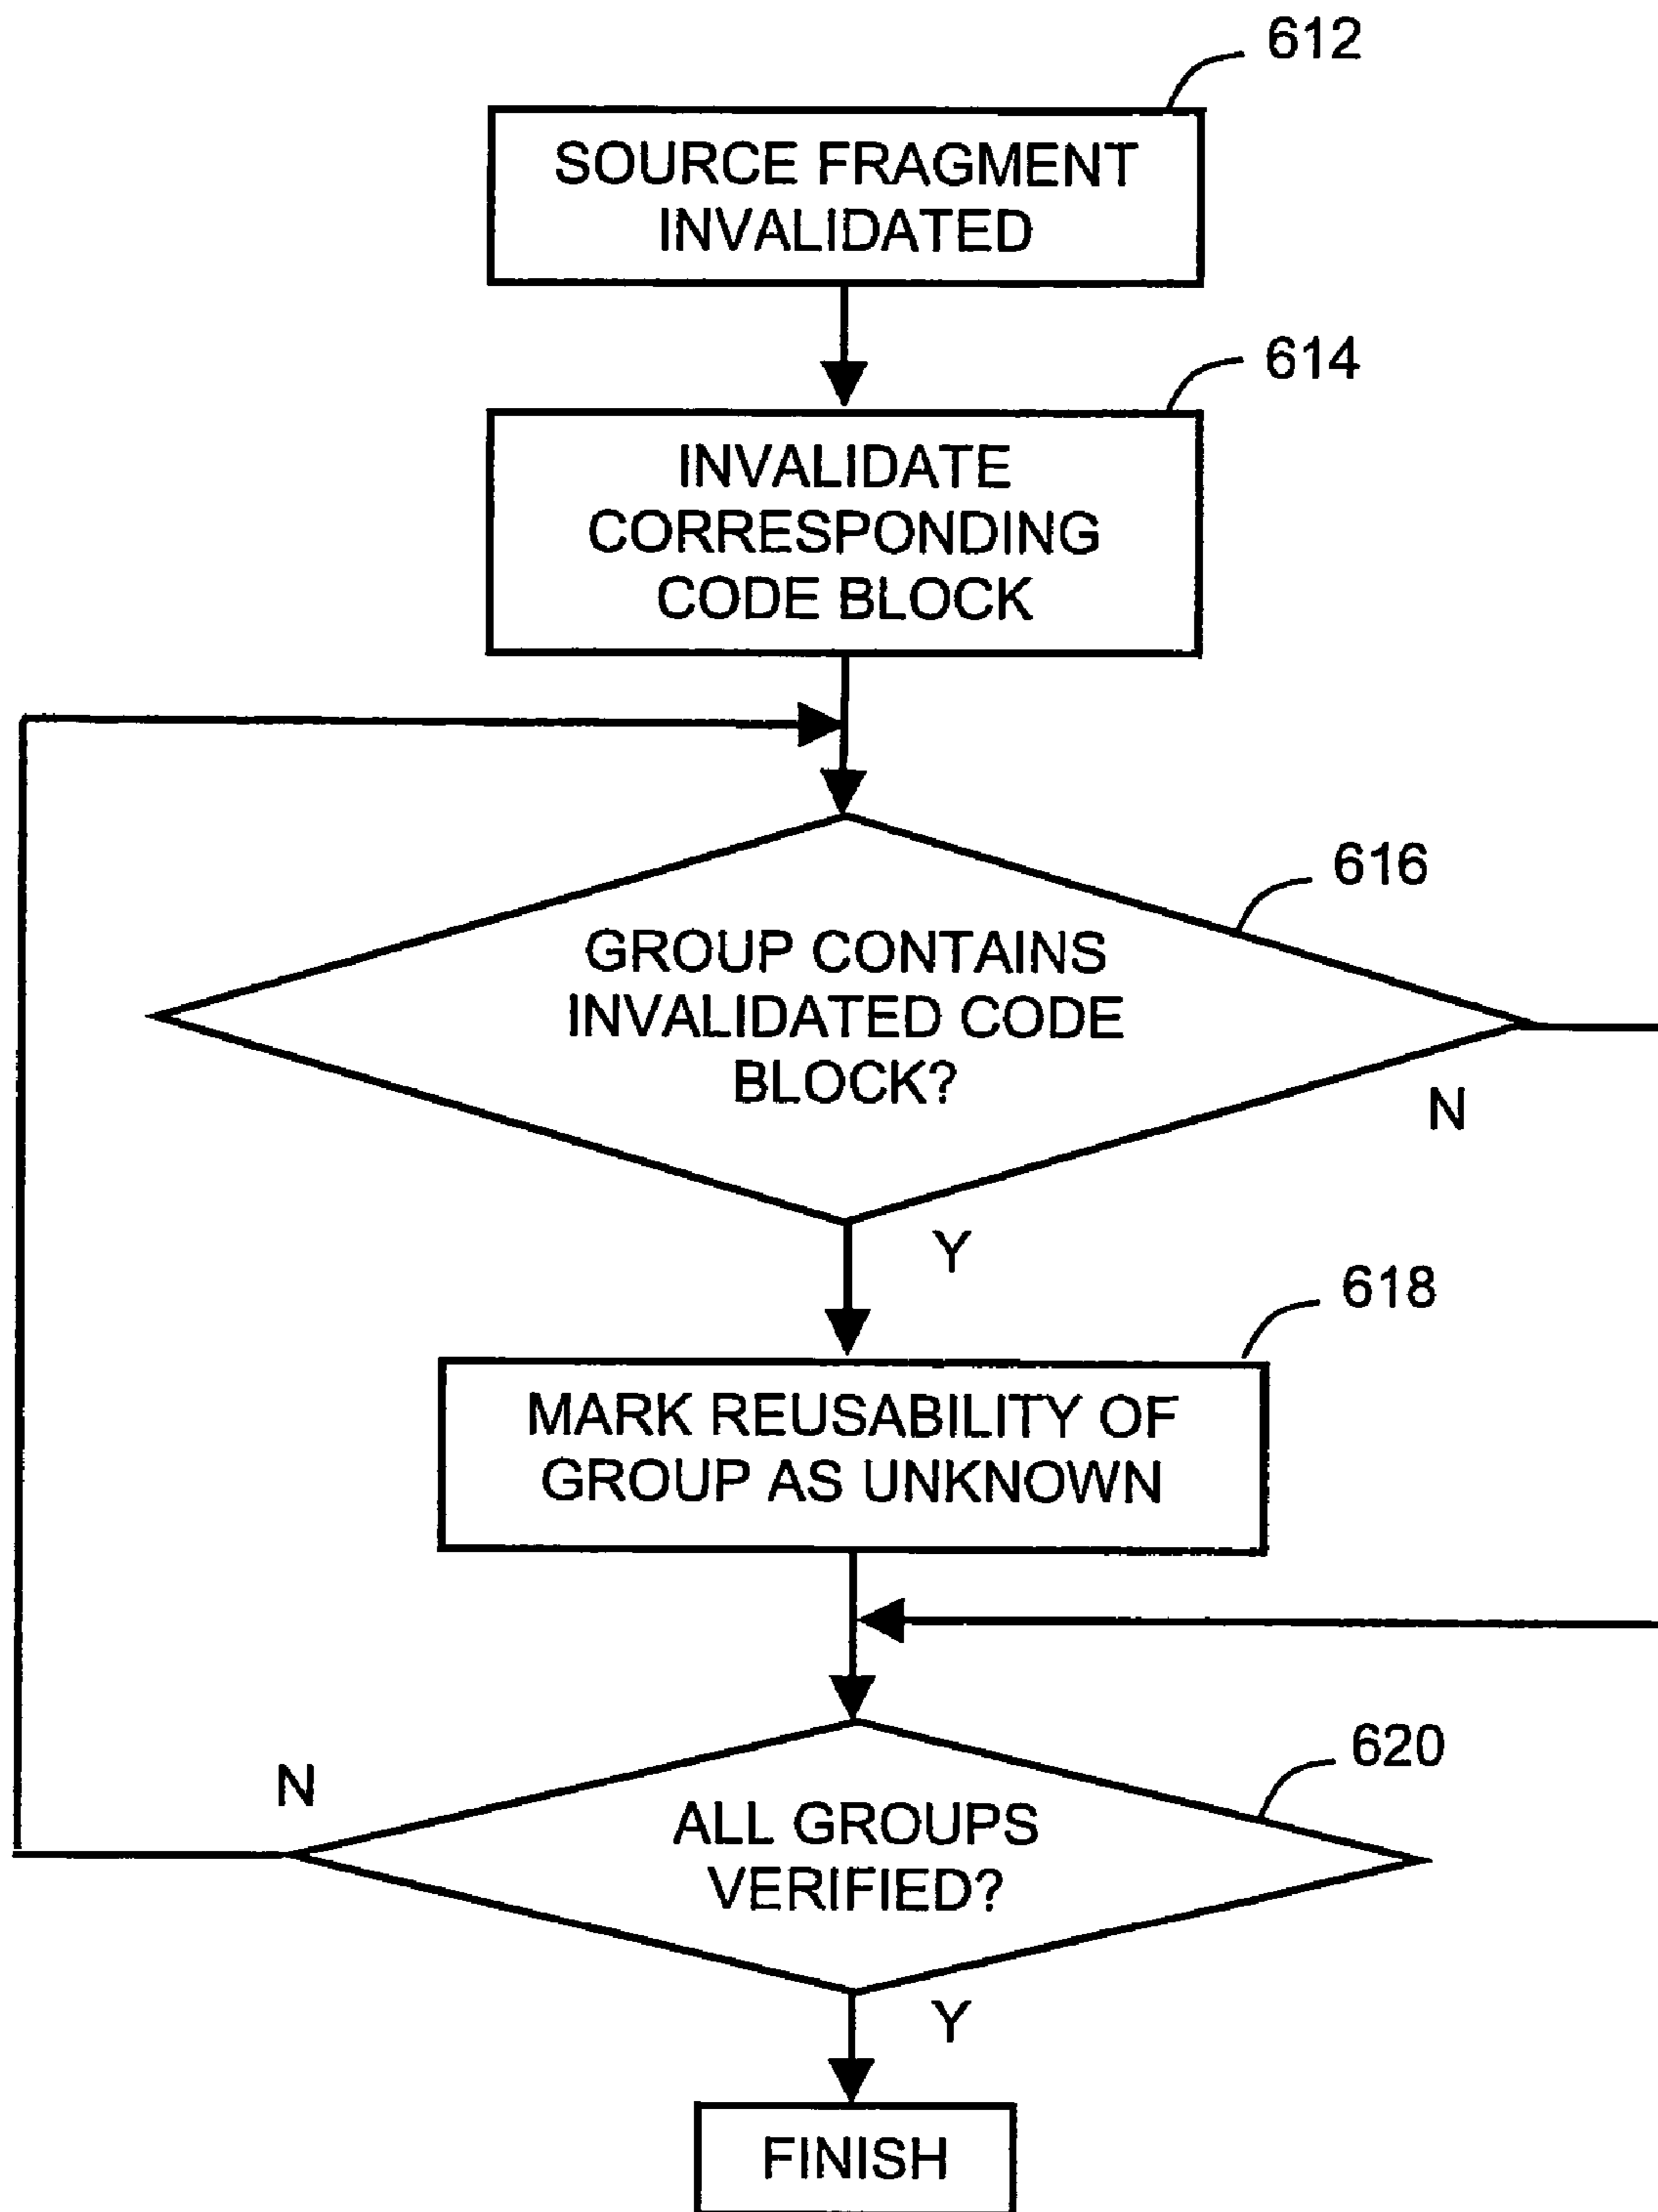 612
SOURCE FRAGMENT
INVALIDATED
614
INVALIDATE
CORRESPONDING
CODE BLOCK
616
GROUP CONTAINS
INVALIDATED CODE
BLOCK?
N
Y
618
MARK REUSABILITY OF
GROUP AS UNKNOWN
620
N
ALL GROUPS
VERIFIED?
Y
FINISH